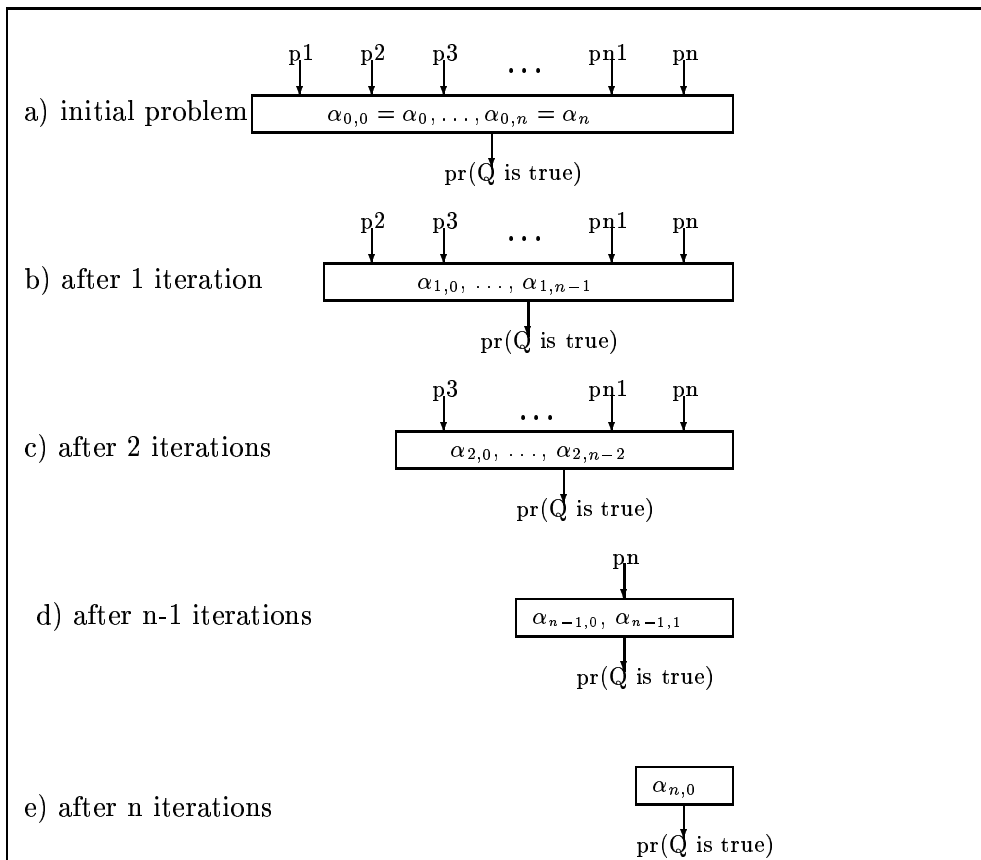 p1 p2 p3 ... pn1 pn
a) initial problem α0,0 = α0, . . . , α0,n = αn
pr(Q is true)
p2 p3 ... pn1 pn
b) after 1 iteration α1,0, . . . , α1,n−1
pr(Q is true)
p3 ... pn1 pn
c) after 2 iterations α2,0, . . . , α2,n−2
pr(Q is true)
pn
d) after n-1 iterations αn−1,0, αn−1,1
pr(Q is true)
e) after n iterations αn,0
pr(Q is true)